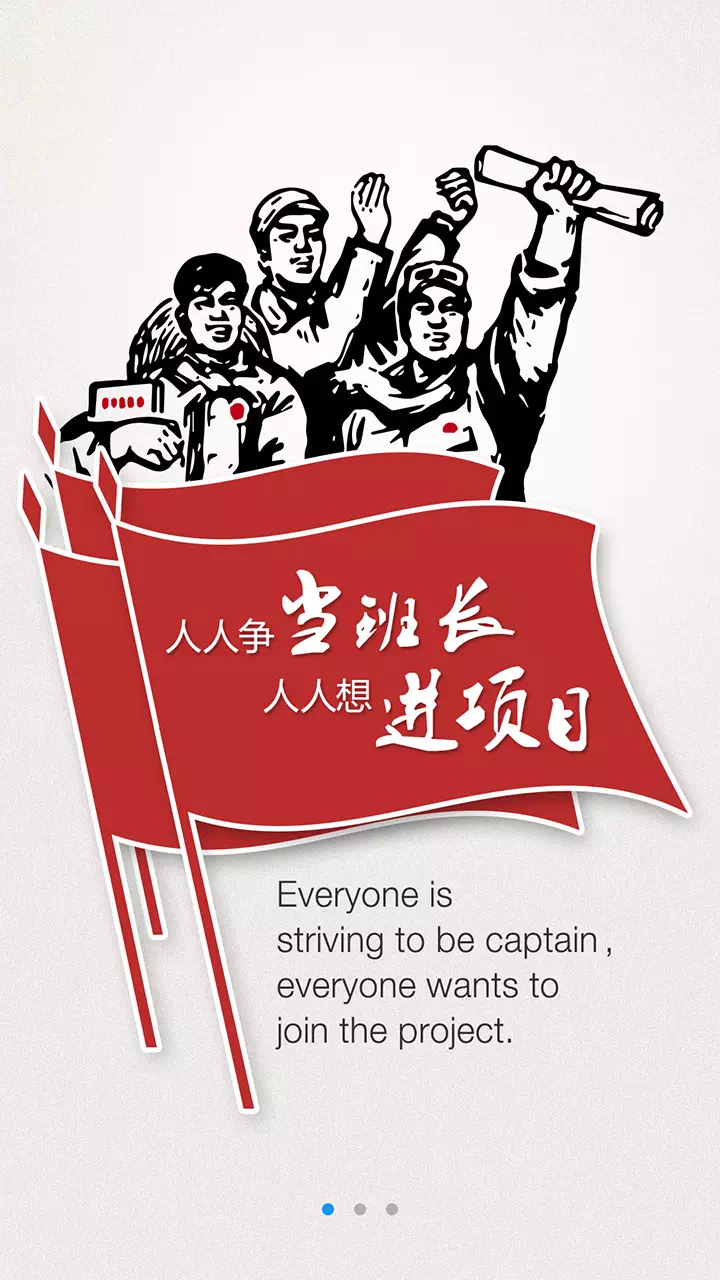 人人争当班长
人人想进项目
Everyone is
striving to be captain ,
everyone wants to
join the project.